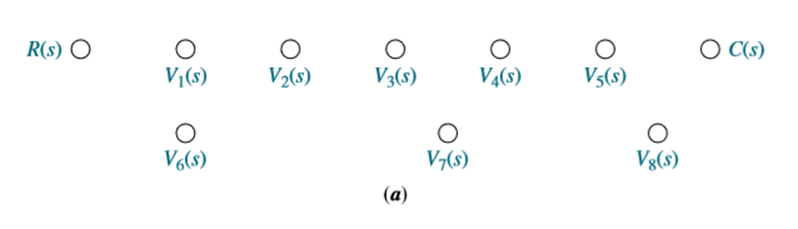 R(s) C(s)
V₁(s) V₂(s) V₃(s) V₄(s) V₅(s)
V₆(s) V₇(s) V₈(s)
(a)